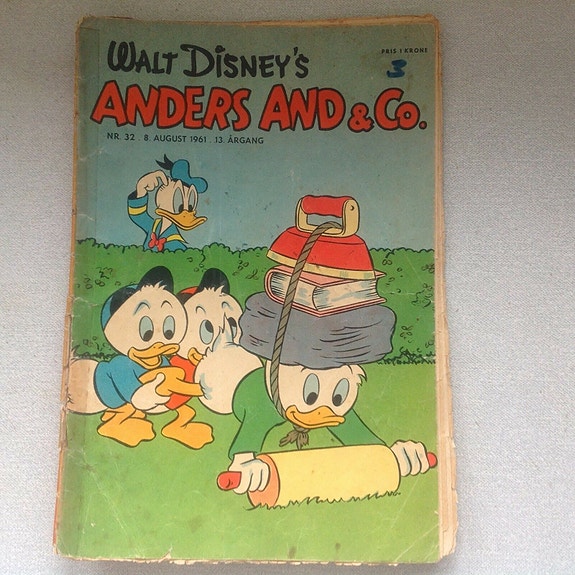 PRIS 1 KRONE
3
WALT DISNEY'S
ANDERS AND & CO.
NR. 32 8. AUGUST 1961. 13. ÅRGANG